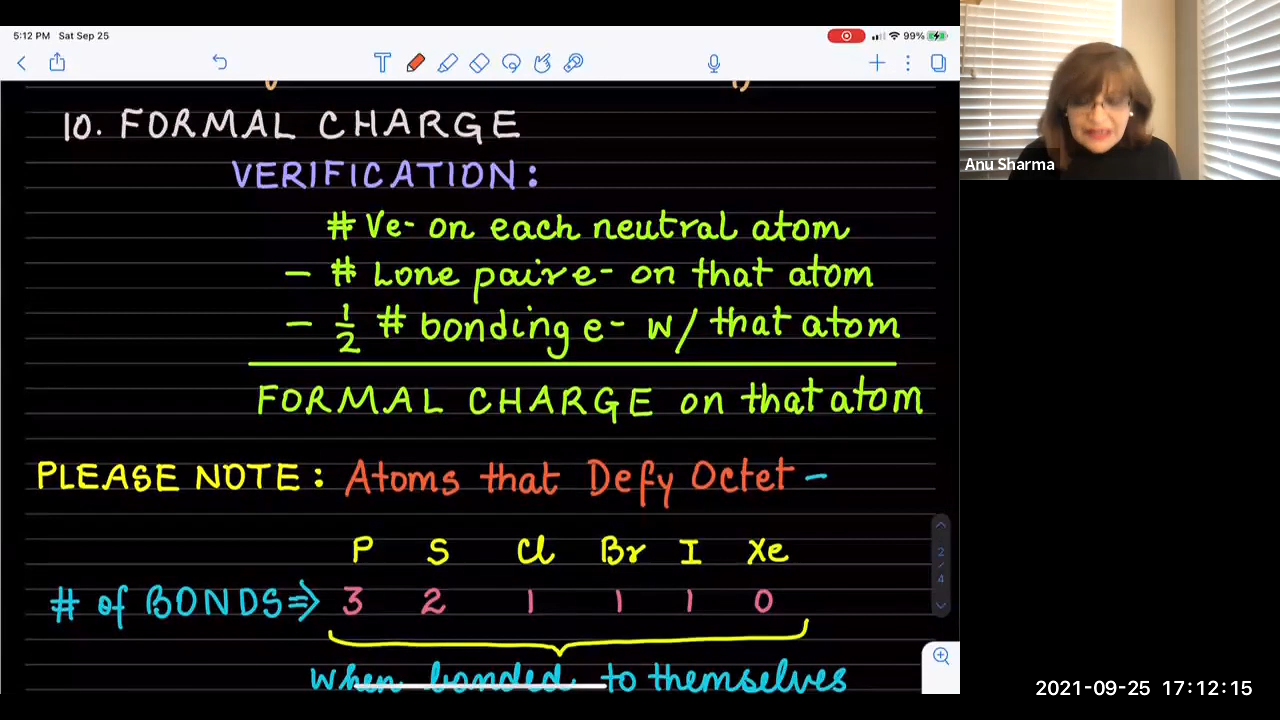 5:12 PM Sat Sep 25
99%
10. FORMAL CHARGE
VERIFICATION:
# Ve- on each neutral atom
- # Lone pair e- on that atom
- 1/2 # bonding e- w/ that atom
FORMAL CHARGE on that atom
PLEASE NOTE: Atoms that Defy Octet -
P S Cl Br I Xe
# of BONDS ⇒ 3 2 1 1 1 0
when bonded to themselves
2/4
Anu Sharma
2021-09-25 17:12:15